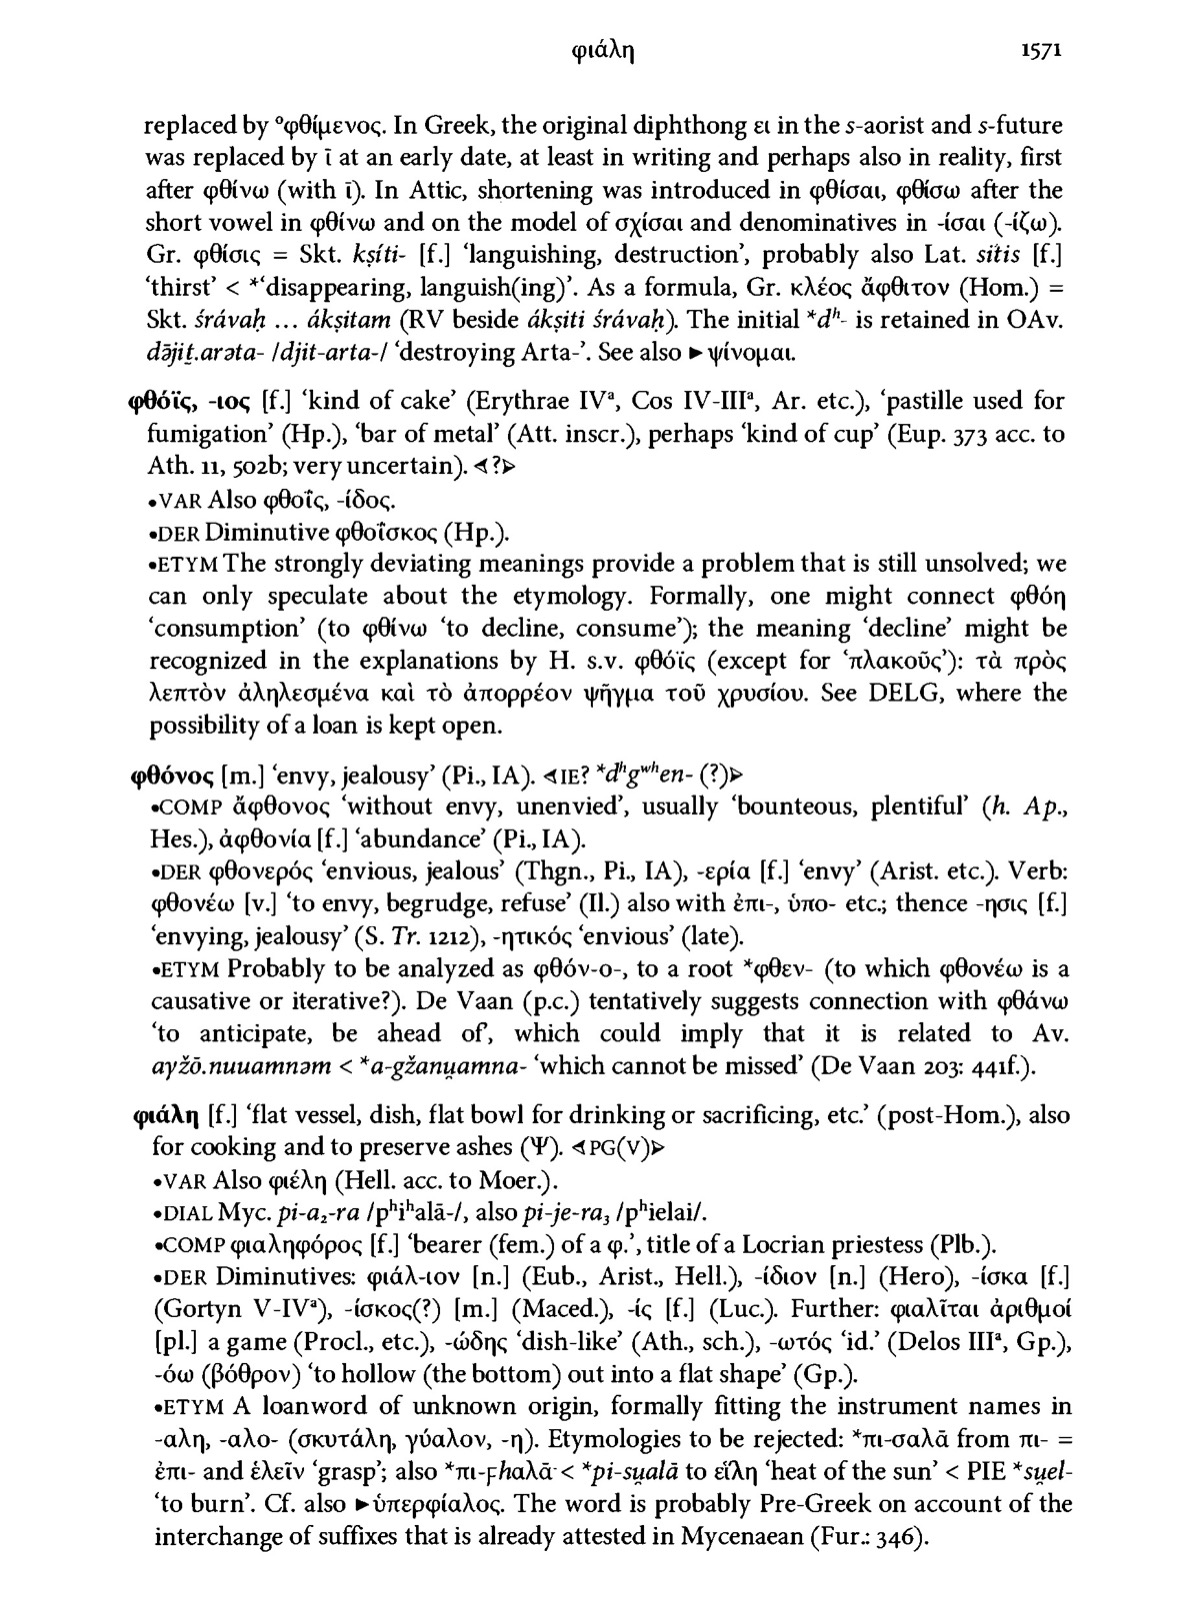 φιάλη 1571
replaced by °φθίμενος. In Greek, the original diphthong ει in the s-aorist and s-future
was replaced by ῑ at an early date, at least in writing and perhaps also in reality, first
after φθίνω (with ῑ). In Attic, shortening was introduced in φθίσαι, φθίσω after the
short vowel in φθίνω and on the model of σχίσαι and denominatives in -ίσαι (-ίζω).
Gr. φθίσις = Skt. kṣíti- [f.] ‘languishing, destruction’, probably also Lat. sitis [f.]
‘thirst’ < *‘disappearing, languish(ing)’. As a formula, Gr. κλέος ἄφθιτον (Hom.) =
Skt. śrávaḥ ... ákṣitam (RV beside ákṣiti śrávaḥ). The initial *dʰ- is retained in OAv.
də̄jīt̰.arəta- /djit-arta-/ ‘destroying Arta-’. See also ►ψίνομαι.
φθόϊς, -ιος [f.] ‘kind of cake’ (Erythrae IVᵃ, Cos IV-IIIᵃ, Ar. etc.), ‘pastille used for
fumigation’ (Hp.), ‘bar of metal’ (Att. inscr.), perhaps ‘kind of cup’ (Eup. 373 acc. to
Ath. 11, 502b; very uncertain). ⋖?⋗
•VAR Also φθοΐς, -ίδος.
•DER Diminutive φθοΐσκος (Hp.).
•ETYM The strongly deviating meanings provide a problem that is still unsolved; we
can only speculate about the etymology. Formally, one might connect φθόη
‘consumption’ (to φθίνω ‘to decline, consume’); the meaning ‘decline’ might be
recognized in the explanations by H. s.v. φθόϊς (except for ‘πλακοῦς’): τὰ πρὸς
λεπτὸν ἀληλεσμένα καὶ τὸ ἀπορρέον ψῆγμα τοῦ χρυσίου. See DELG, where the
possibility of a loan is kept open.
φθόνος [m.] ‘envy, jealousy’ (Pi., IA). ⋖IE? *dʰgʷʰen- (?)⋗
•COMP ἄφθονος ‘without envy, unenvied’, usually ‘bounteous, plentiful’ (h. Ap.,
Hes.), ἀφθονία [f.] ‘abundance’ (Pi., IA).
•DER φθονερός ‘envious, jealous’ (Thgn., Pi., IA), -ερία [f.] ‘envy’ (Arist. etc.). Verb:
φθονέω [v.] ‘to envy, begrudge, refuse’ (Il.) also with ἐπι-, ὑπο- etc.; thence -ησις [f.]
‘envying, jealousy’ (S. Tr. 1212), -ητικός ‘envious’ (late).
•ETYM Probably to be analyzed as φθόν-ο-, to a root *φθεν- (to which φθονέω is a
causative or iterative?). De Vaan (p.c.) tentatively suggests connection with φθάνω
‘to anticipate, be ahead of’, which could imply that it is related to Av.
aγžō.nuuamnəm < *a-gžanu̯amna- ‘which cannot be missed’ (De Vaan 203: 441f.).
φιάλη [f.] ‘flat vessel, dish, flat bowl for drinking or sacrificing, etc.’ (post-Hom.), also
for cooking and to preserve ashes (Ψ). ⋖PG(V)⋗
•VAR Also φιέλη (Hell. acc. to Moer.).
•DIAL Myc. pi-a₂-ra /pʰiʰalā-/, also pi-je-ra₃ /pʰielai/.
•COMP φιαληφόρος [f.] ‘bearer (fem.) of a φ.’, title of a Locrian priestess (Plb.).
•DER Diminutives: φιάλ-ιον [n.] (Eub., Arist., Hell.), -ίδιον [n.] (Hero), -ίσκα [f.]
(Gortyn V-IVᵃ), -ίσκος(?) [m.] (Maced.), -ίς [f.] (Luc.). Further: φιαλῖται ἀριθμοί
[pl.] a game (Procl., etc.), -ώδης ‘dish-like’ (Ath., sch.), -ωτός ‘id.’ (Delos IIIᵃ, Gp.),
-όω (βόθρον) ‘to hollow (the bottom) out into a flat shape’ (Gp.).
•ETYM A loanword of unknown origin, formally fitting the instrument names in
-αλη, -αλο- (σκυτάλη, γύαλον, -η). Etymologies to be rejected: *πι-σαλᾱ from πι- =
ἐπι- and ἑλεῖν ‘grasp’; also *πι-ϝhαλᾱ- < *pi-su̯alā to εἵλη ‘heat of the sun’ < PIE *su̯el-
‘to burn’. Cf. also ►ὑπερφίαλος. The word is probably Pre-Greek on account of the
interchange of suffixes that is already attested in Mycenaean (Fur.: 346).